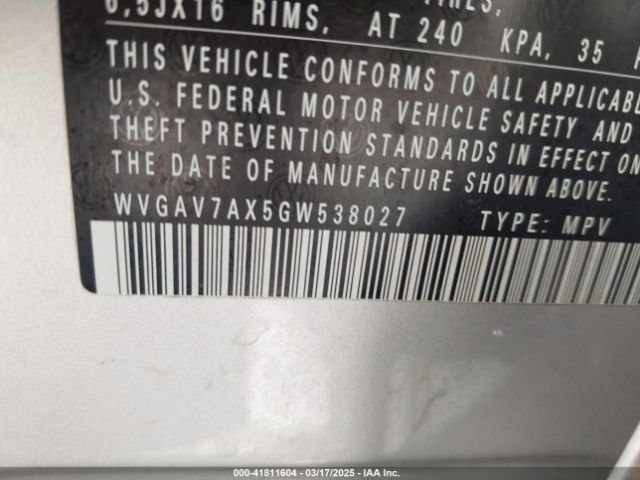 6,5JX16 RIMS, AT 240 KPA, 35
THIS VEHICLE CONFORMS TO ALL APPLICABL
U.S. FEDERAL MOTOR VEHICLE SAFETY AND
THEFT PREVENTION STANDARDS IN EFFECT ON
THE DATE OF MANUFACTURE SHOWN ABOVE.
WVGAV7AX5GW538027 TYPE: MPV
000-41811604 — 03/17/2025 — IAA Inc.